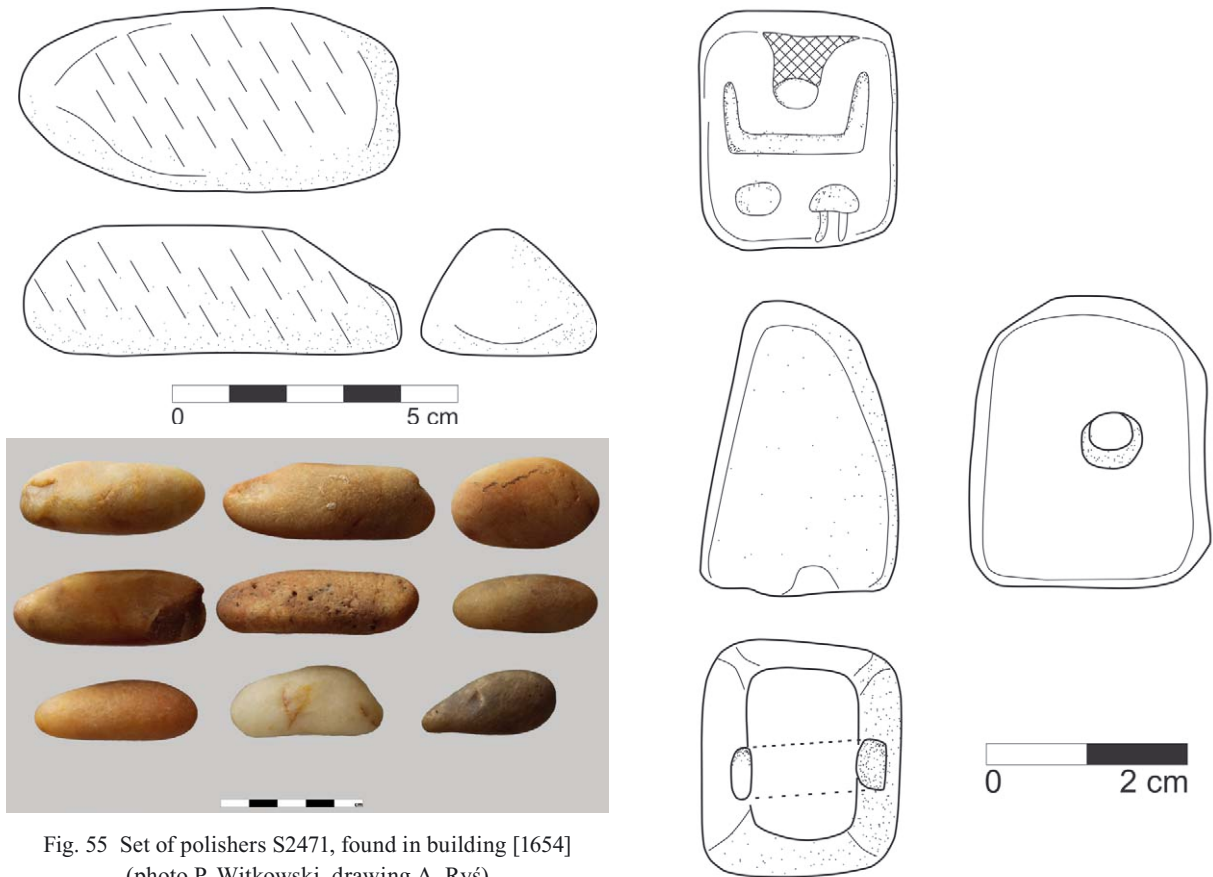 0 5 cm
cm
0 2 cm
Fig. 55 Set of polishers S2471, found in building [1654]
(photo P. Witkowski, drawing A. Ryś)